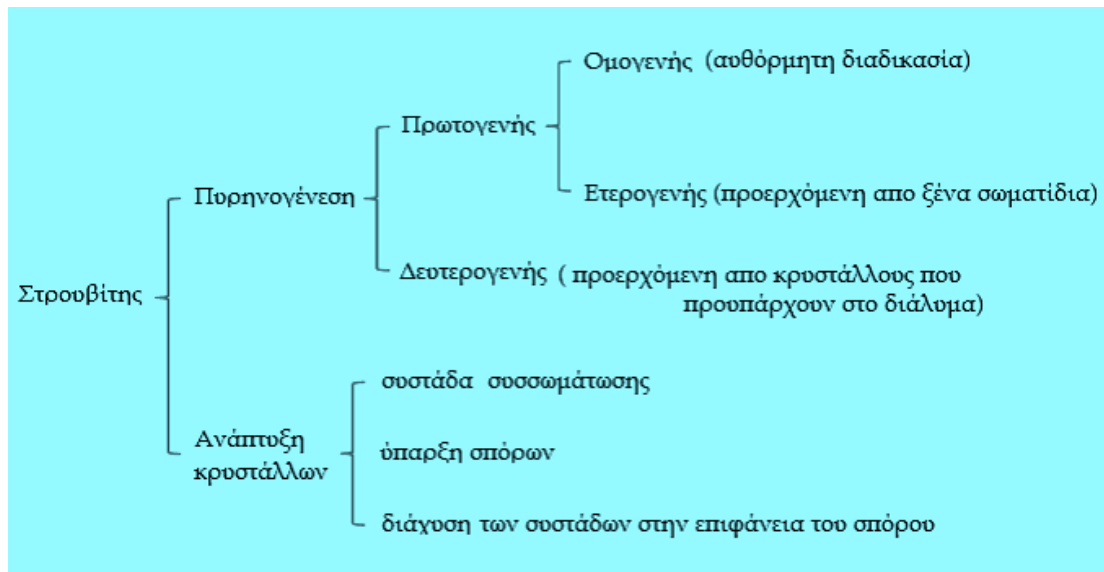 Ομογενής (αυθόρμητη διαδικασία)
Πρωτογενής
Πυρηνογένεση
Ετερογενής (προερχόμενη απο ξένα σωματίδια)
Δευτερογενής ( προερχόμενη απο κρυστάλλους που
προυπάρχουν στο διάλυμα)
Στρουβίτης
συστάδα συσσωμάτωσης
Ανάπτυξη
κρυστάλλων
ύπαρξη σπόρων
διάχυση των συστάδων στην επιφάνεια του σπόρου